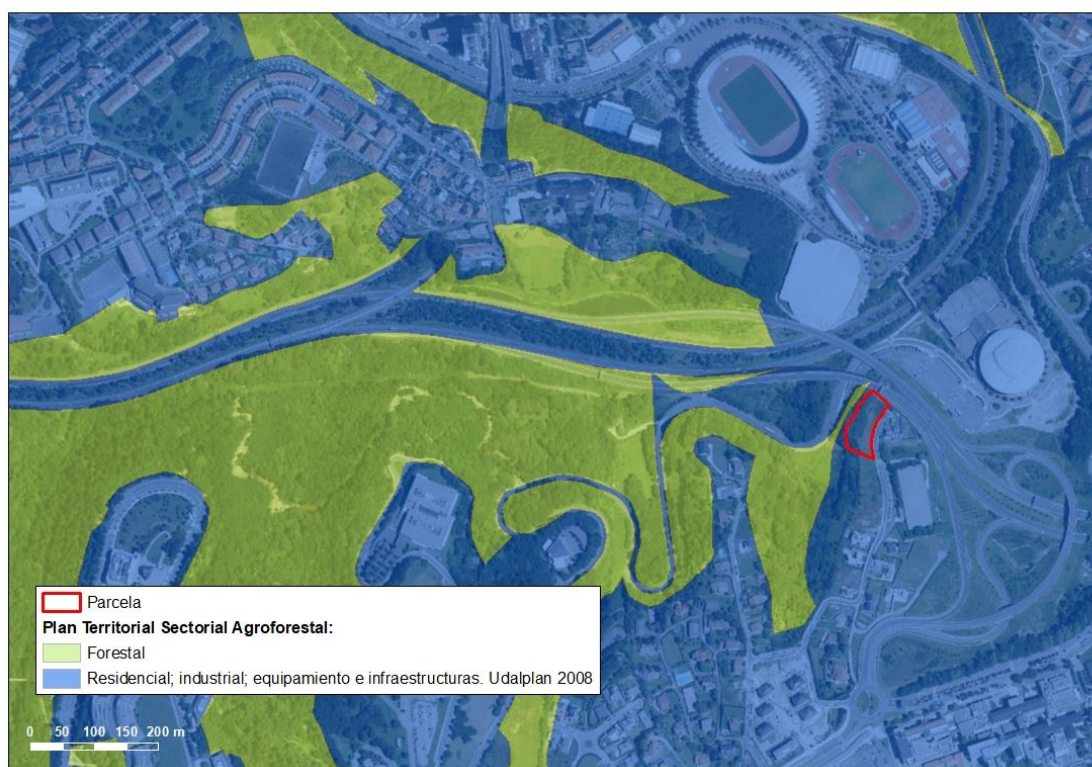 Parcela
Plan Territorial Sectorial Agroforestal:
Forestal
Residencial; industrial; equipamiento e infraestructuras. Udalplan 2008
0 50 100 150 200 m